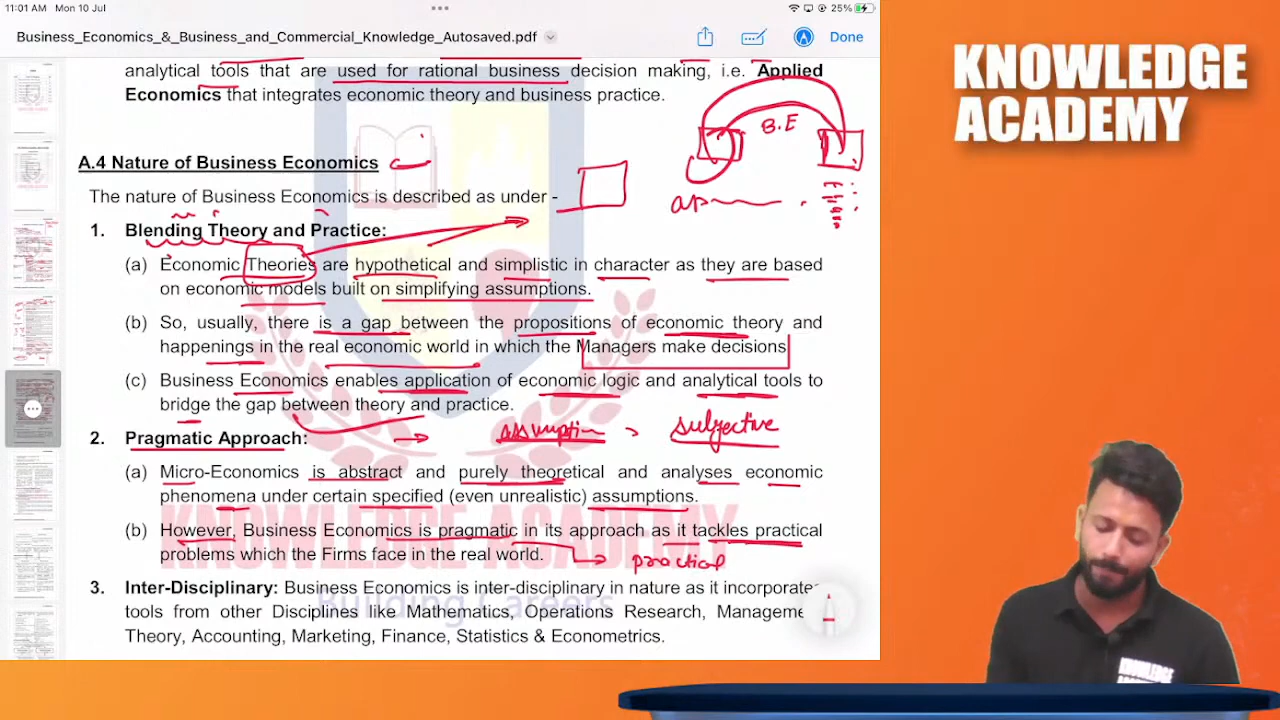 11:01 AM Mon 10 Jul
25%
Business_Economics_&_Business_and_Commercial_Knowledge_Autosaved.pdf
Done
KNOWLEDGE
ACADEMY
analytical tools that are used for rational business decision making, i.e. Applied
Economics that integrates economic theory and business practice.
B.E
A.4 Nature of Business Economics
The nature of Business Economics is described as under -
1. Blending Theory and Practice:
(a) Economic Theories are hypothetical and simplistic in character as they are based
on economic models built on simplifying assumptions.
So, usually, there is a gap between the propositions of economic theory and
happenings in the real economic world in which the Managers make decisions
(c) Business Economics enables application of economic logic and analytical tools to
bridge the gap between theory and practice.
assumption subjective
2. Pragmatic Approach:
(a) Micro-Economics is abstract and purely theoretical and analyses economic
phenomena under certain specified (even unrealistic) assumptions.
(b) However, Business Economics is pragmatic in its approach as it tackles practical
problems which the Firms face in the real world.
practical
3. Inter-Disciplinary: Business Economics is inter-disciplinary in nature as it incorporate
tools from other Disciplines like Mathematics, Operations Research, Management
Theory, Accounting, Marketing, Finance, Statistics & Econometrics.
KNOWLEDGE
ACADEMY